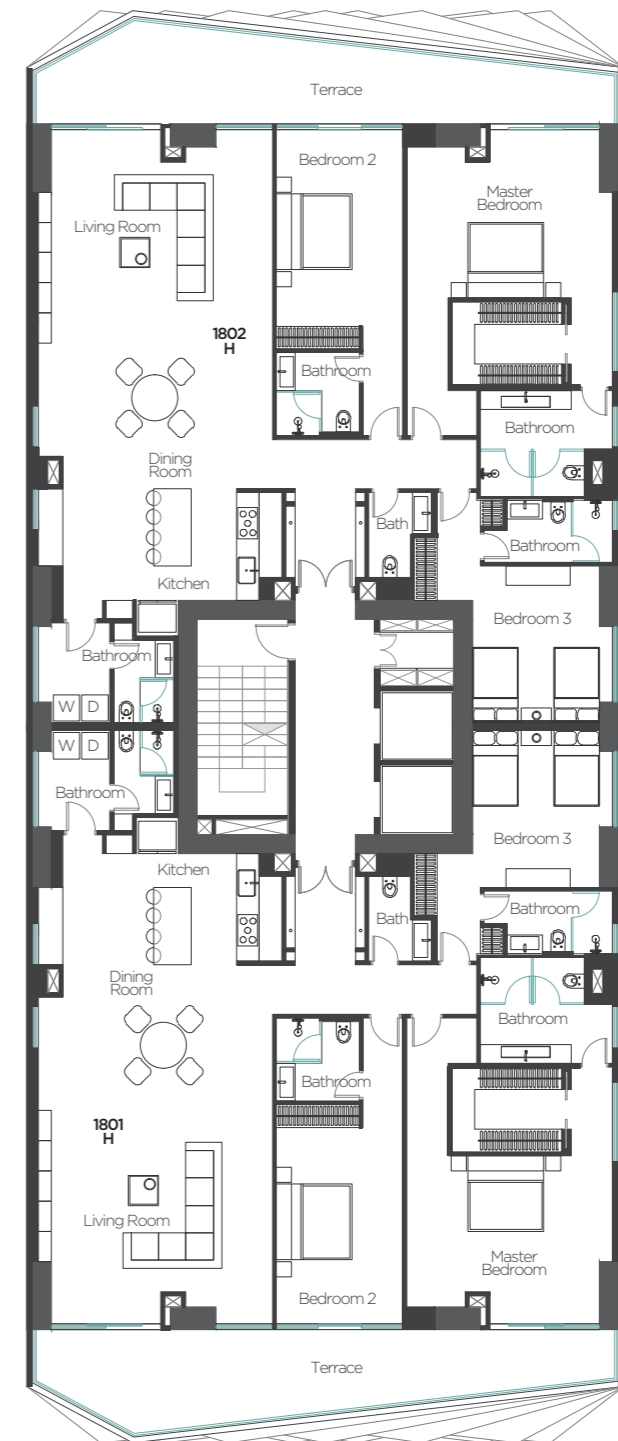 Terrace
Bedroom 2
Master
Bedroom
Living Room
1802
H
Bathroom
Bathroom
Dining
Room
Bath
Bathroom
Kitchen
Bedroom 3
Bathroom
W D
W D
Bathroom
Bedroom 3
Kitchen
Bathroom
Bath
Dining
Room
Bathroom
Bathroom
1801
H
Living Room
Master
Bedroom
Bedroom 2
Terrace